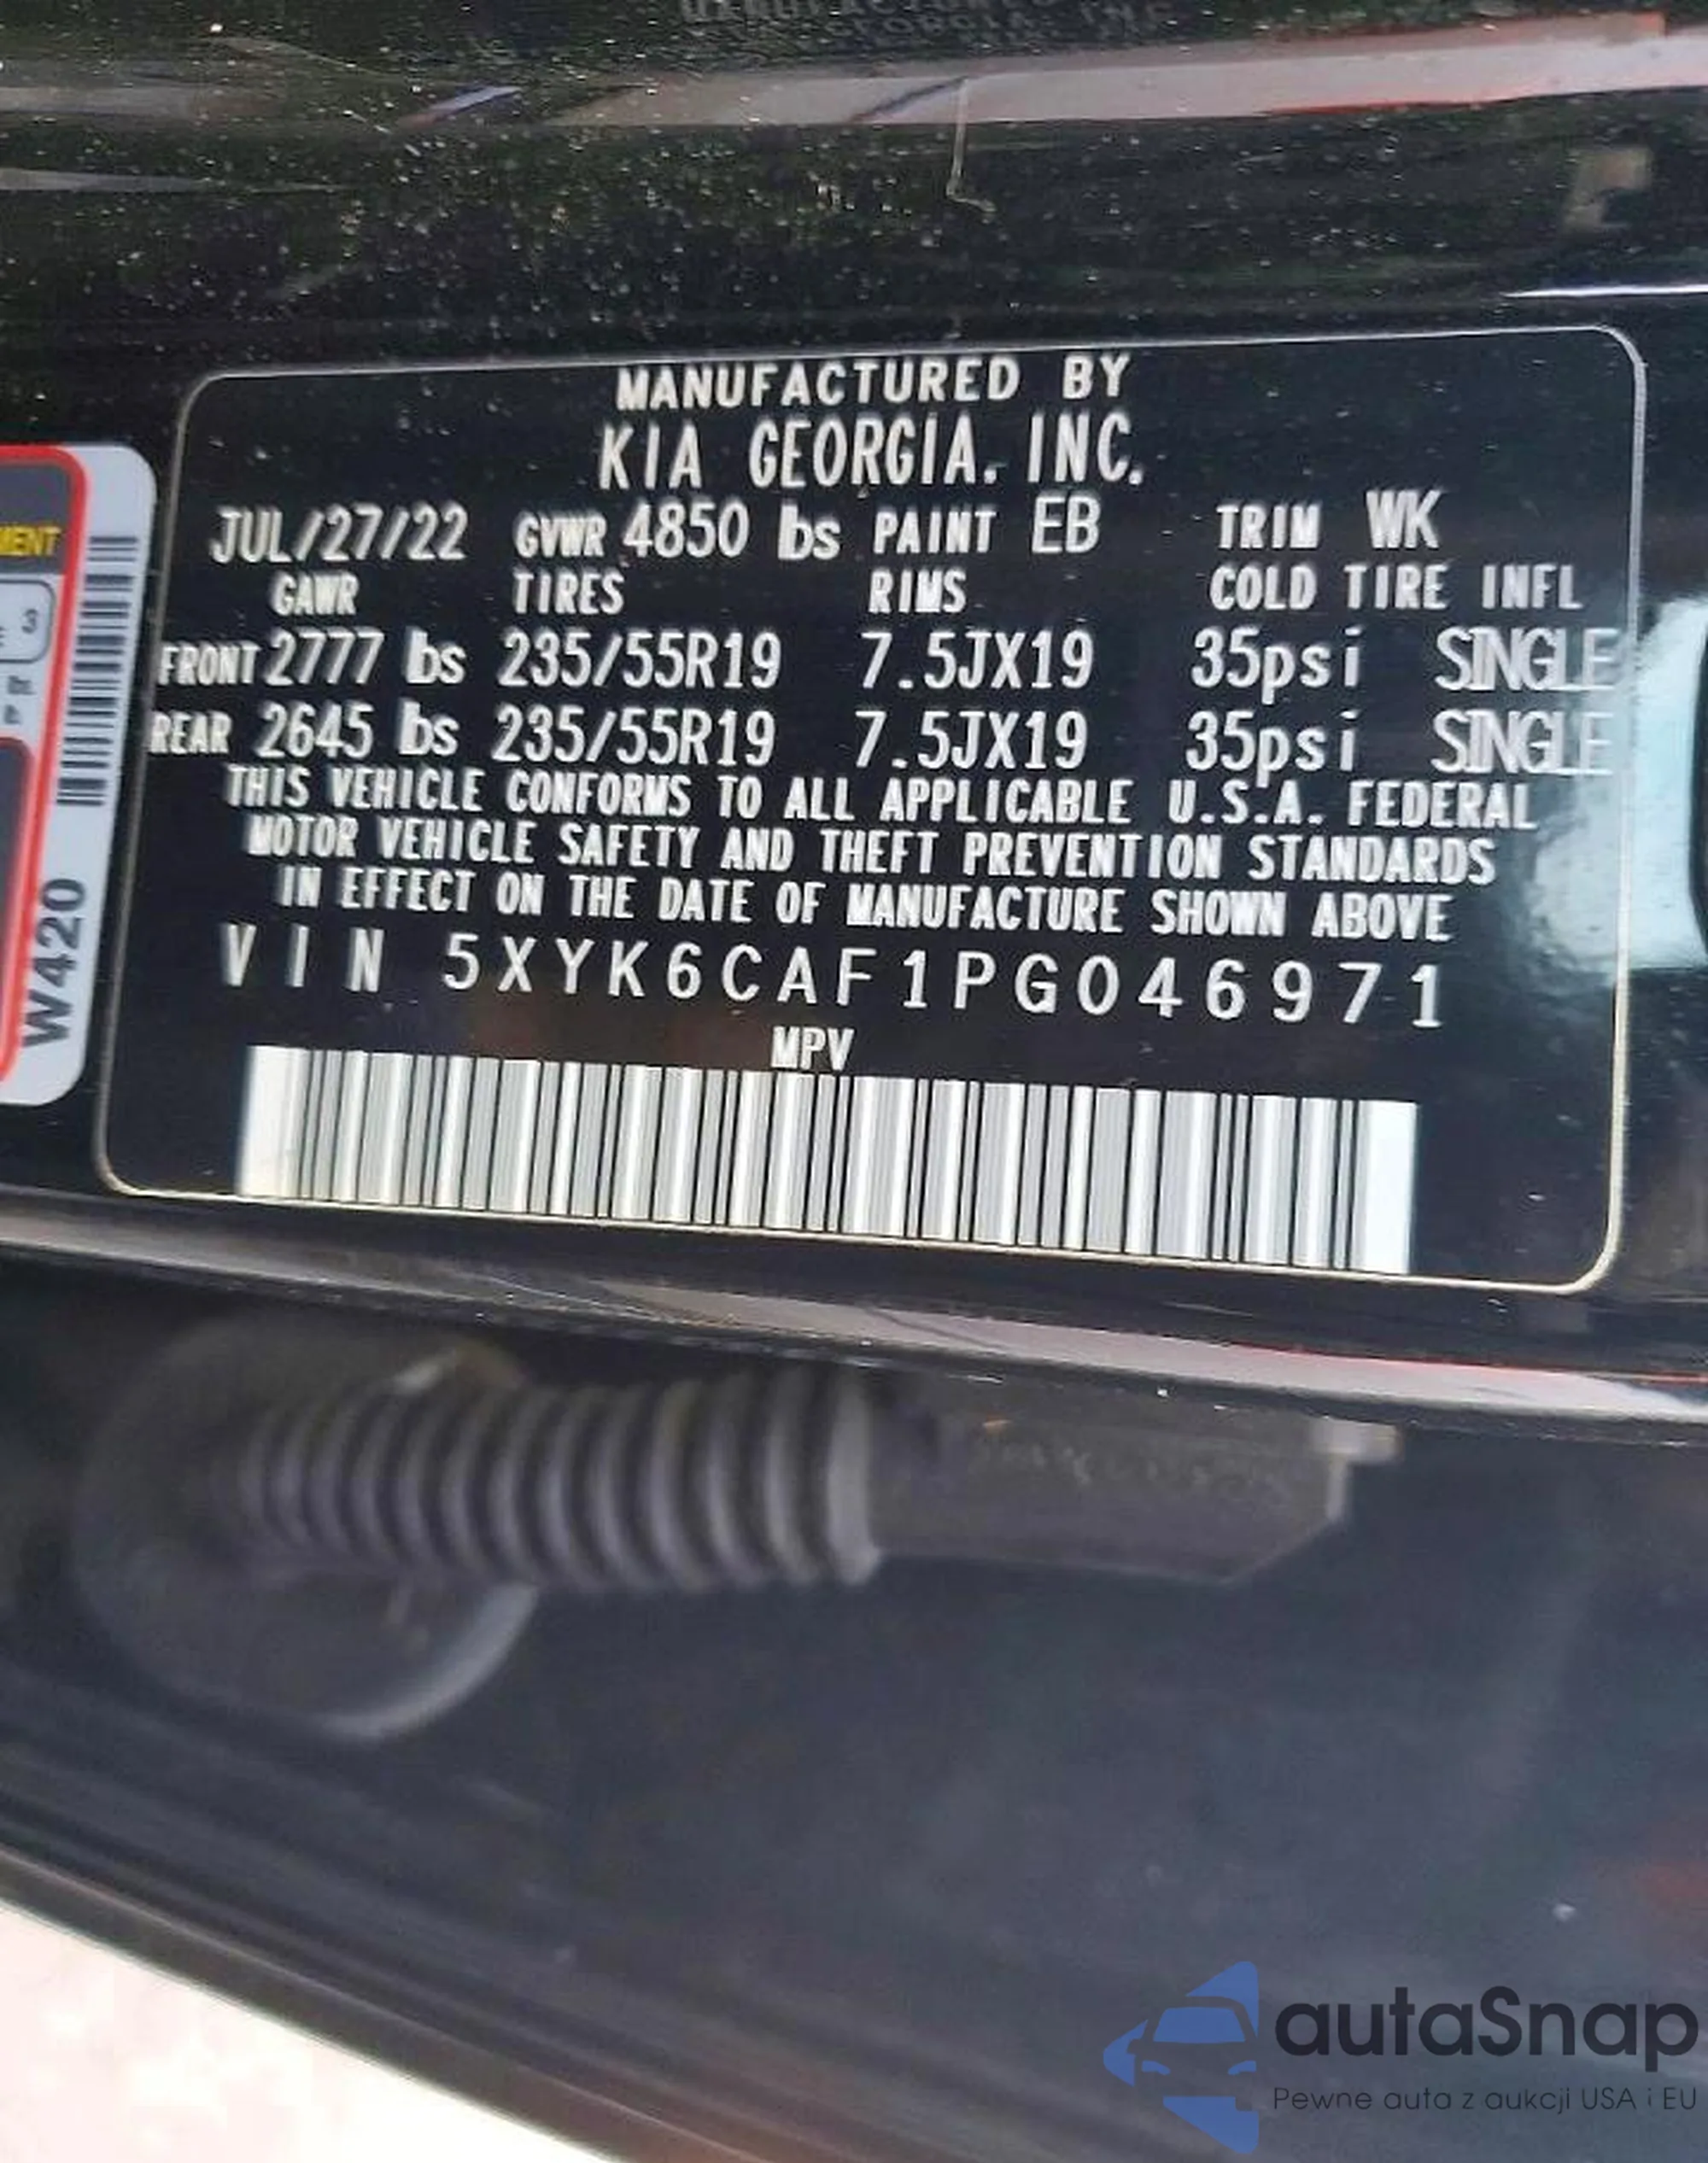 MANUFACTURED BY
KIA GEORGIA. INC.
JUL/27/22 GVWR 4850 lbs PAINT EB TRIM WK
GAWR TIRES RIMS COLD TIRE INFL
FRONT 2777 lbs 235/55R19 7.5JX19 35psi SINGLE
REAR 2645 lbs 235/55R19 7.5JX19 35psi SINGLE
THIS VEHICLE CONFORMS TO ALL APPLICABLE U.S.A. FEDERAL
MOTOR VEHICLE SAFETY AND THEFT PREVENTION STANDARDS
IN EFFECT ON THE DATE OF MANUFACTURE SHOWN ABOVE
VIN 5XYK6CAF1PG046971
MPV
3
W420
autaSnap
Pewne auta z aukcji USA i EU